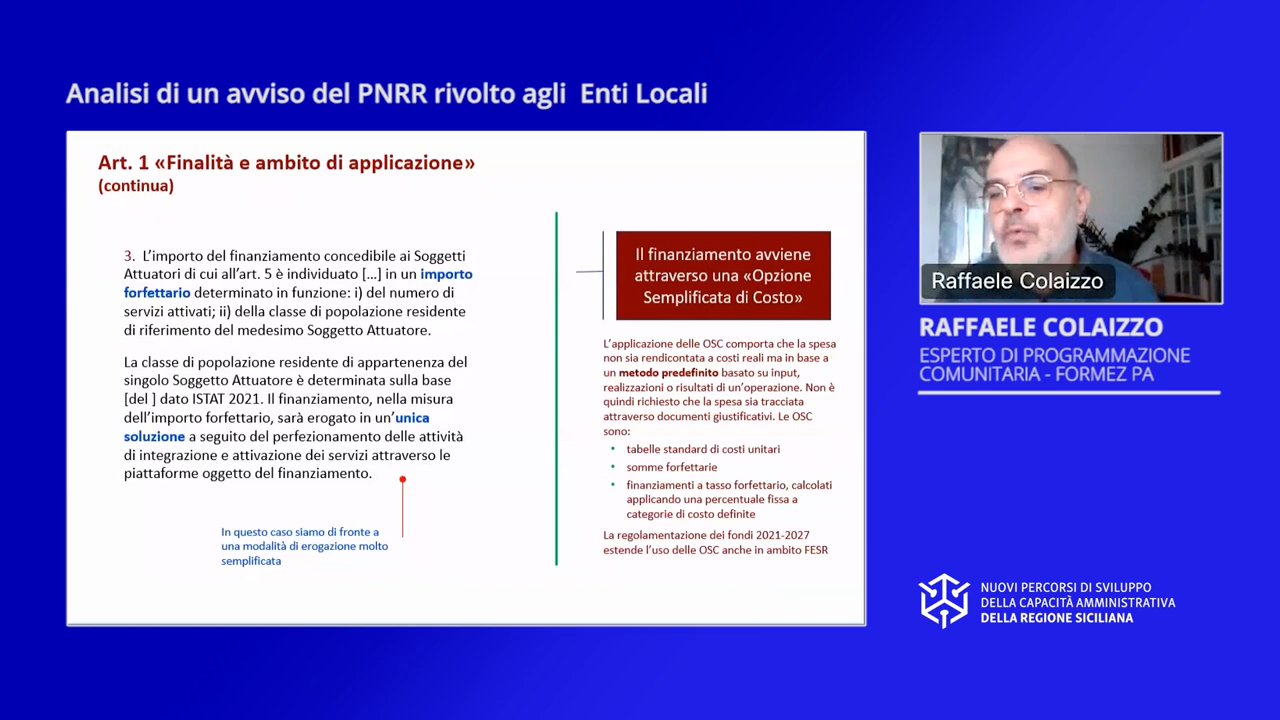 Analisi di un avviso del PNRR rivolto agli Enti Locali
Art. 1 «Finalità e ambito di applicazione»
(continua)
3. L'importo del finanziamento concedibile ai Soggetti
Attuatori di cui all'art. 5 è individuato [...] in un importo
forfettario determinato in funzione: i) del numero di
servizi attivati; ii) della classe di popolazione residente
di riferimento del medesimo Soggetto Attuatore.
La classe di popolazione residente di appartenenza del
singolo Soggetto Attuatore è determinata sulla base
[del ] dato ISTAT 2021. Il finanziamento, nella misura
dell'importo forfettario, sarà erogato in un'unica
soluzione a seguito del perfezionamento delle attività
di integrazione e attivazione dei servizi attraverso le
piattaforme oggetto del finanziamento.
In questo caso siamo di fronte a
una modalità di erogazione molto
semplificata
Il finanziamento avviene
attraverso una «Opzione
Semplificata di Costo»
L'applicazione delle OSC comporta che la spesa
non sia rendicontata a costi reali ma in base a
un metodo predefinito basato su input,
realizzazioni o risultati di un'operazione. Non è
quindi richiesto che la spesa sia tracciata
attraverso documenti giustificativi. Le OSC
sono:
• tabelle standard di costi unitari
• somme forfettarie
• finanziamenti a tasso forfettario, calcolati
applicando una percentuale fissa a
categorie di costo definite
La regolamentazione dei fondi 2021-2027
estende l'uso delle OSC anche in ambito FESR
Raffaele Colaizzo
RAFFAELE COLAIZZO
ESPERTO DI PROGRAMMAZIONE
COMUNITARIA - FORMEZ PA
NUOVI PERCORSI DI SVILUPPO
DELLA CAPACITÀ AMMINISTRATIVA
DELLA REGIONE SICILIANA